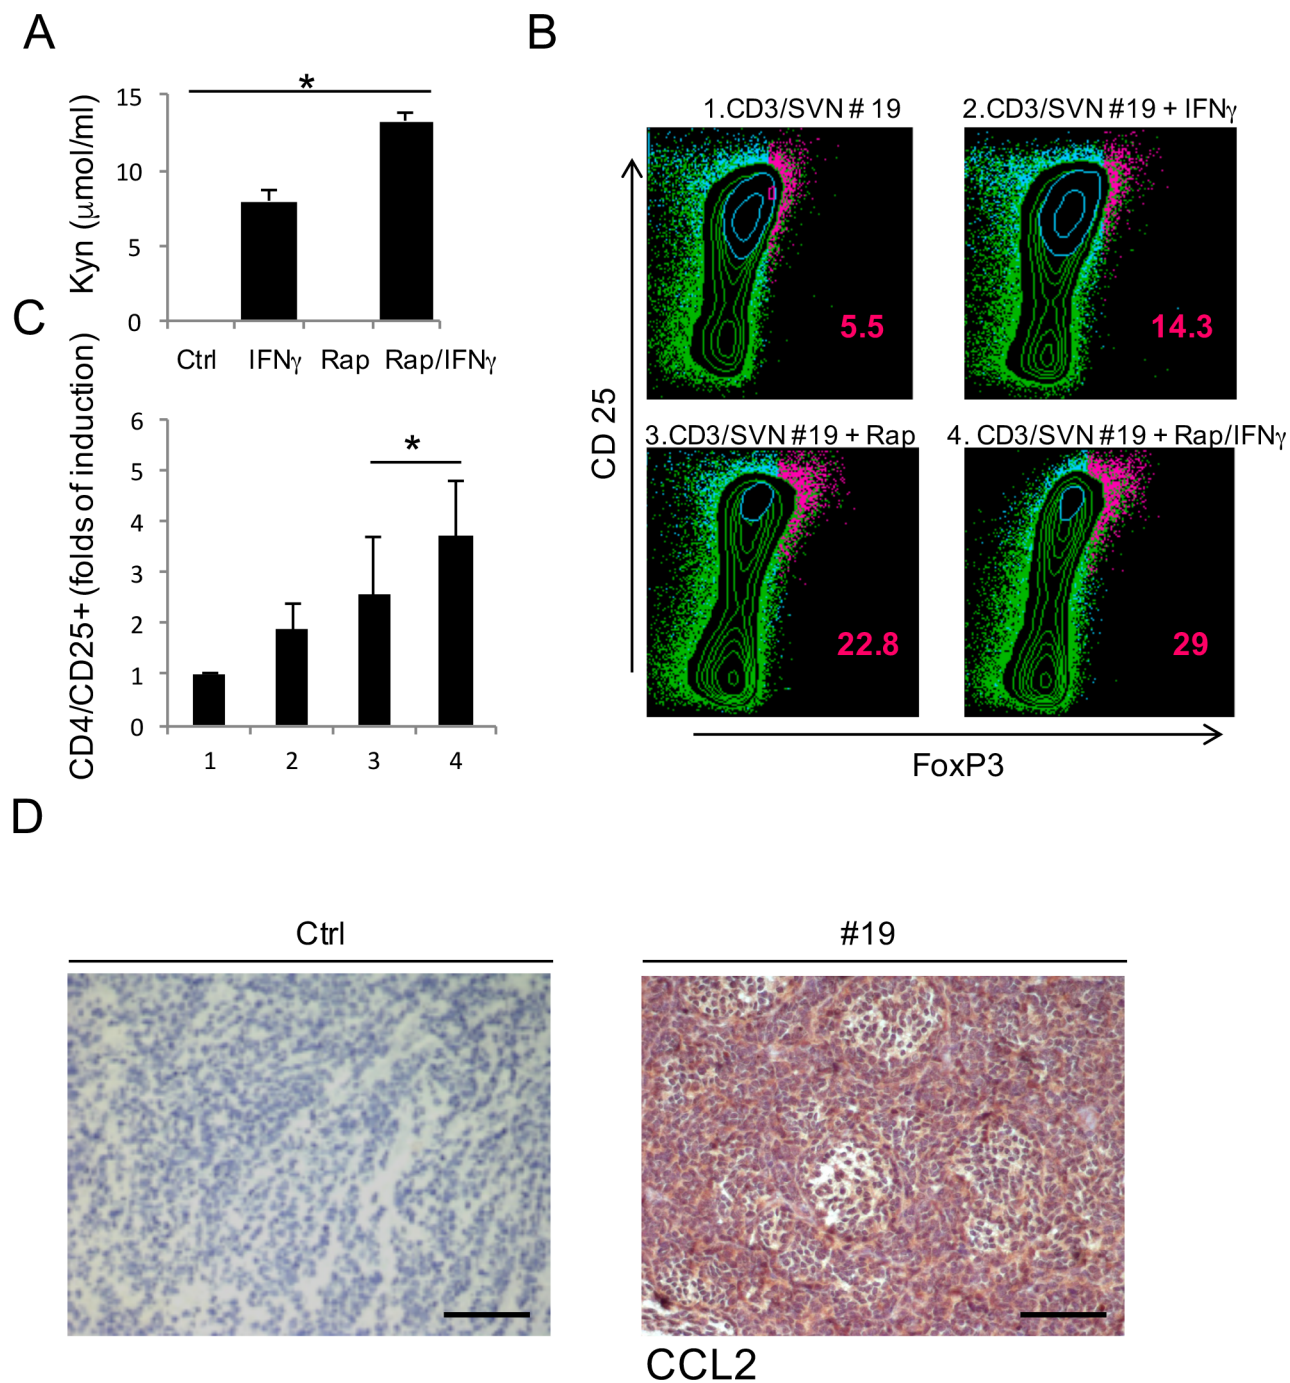 A
B
*
Kyn (μmol/ml)
15
10
5
0
Ctrl IFNγ Rap Rap/IFNγ
1.CD3/SVN # 19
2.CD3/SVN #19 + IFNγ
5.5
14.3
3.CD3/SVN #19 + Rap
4. CD3/SVN #19 + Rap/IFNγ
22.8
29
CD 25
FoxP3
C
CD4/CD25+ (folds of induction)
*
6
5
4
3
2
1
0
1 2 3 4
D
Ctrl
#19
CCL2